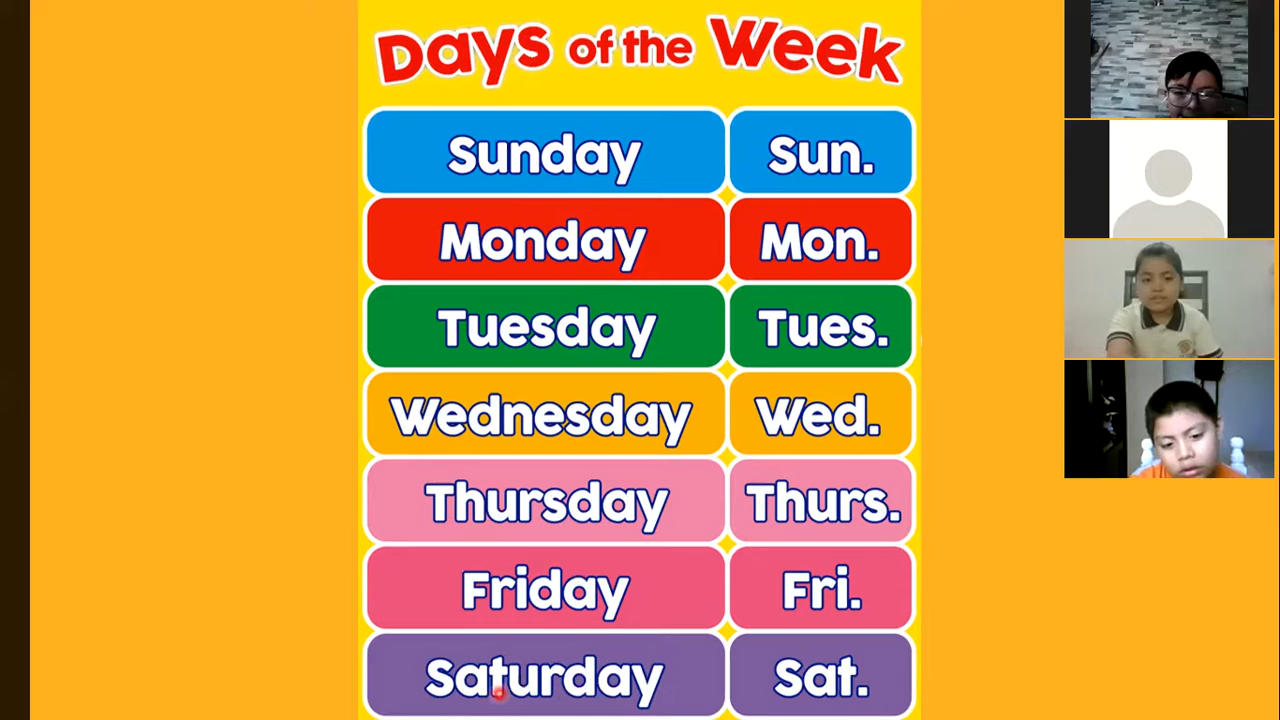 Days of the Week
Sunday Sun.
Monday Mon.
Tuesday Tues.
Wednesday Wed.
Thursday Thurs.
Friday Fri.
Saturday Sat.